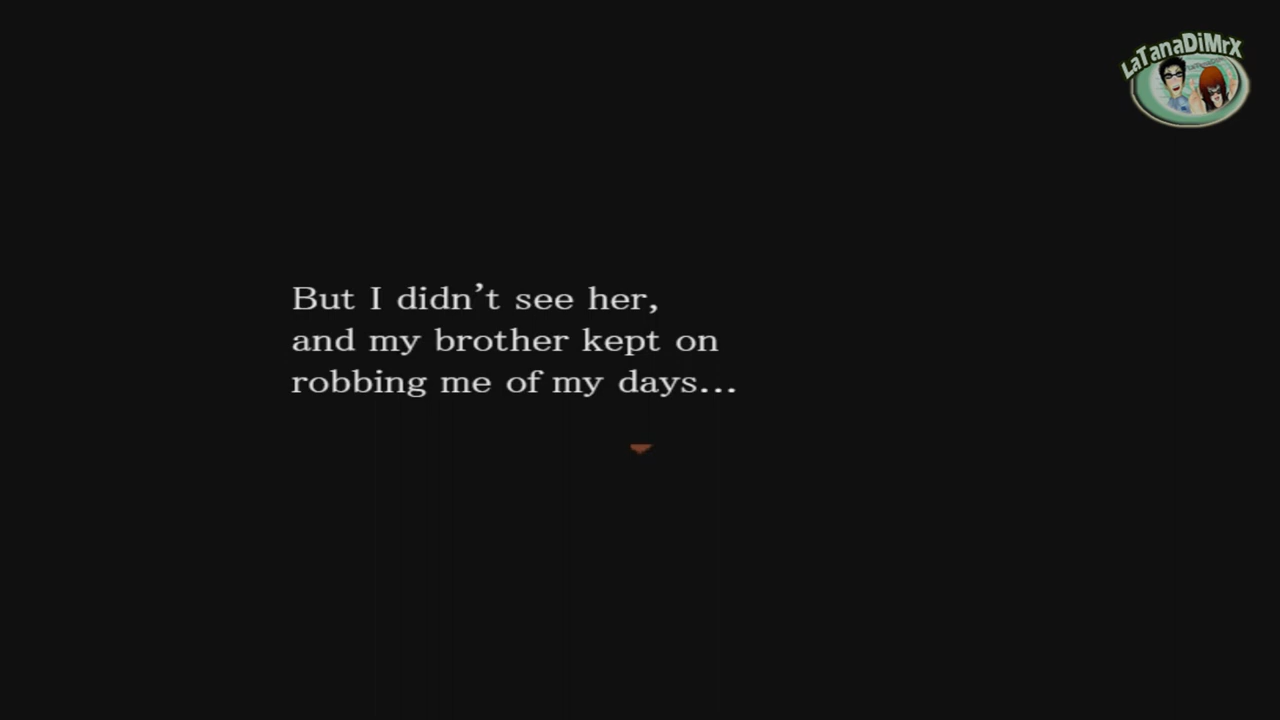 LaTanaDiMrX
But I didn't see her,
and my brother kept on
robbing me of my days...